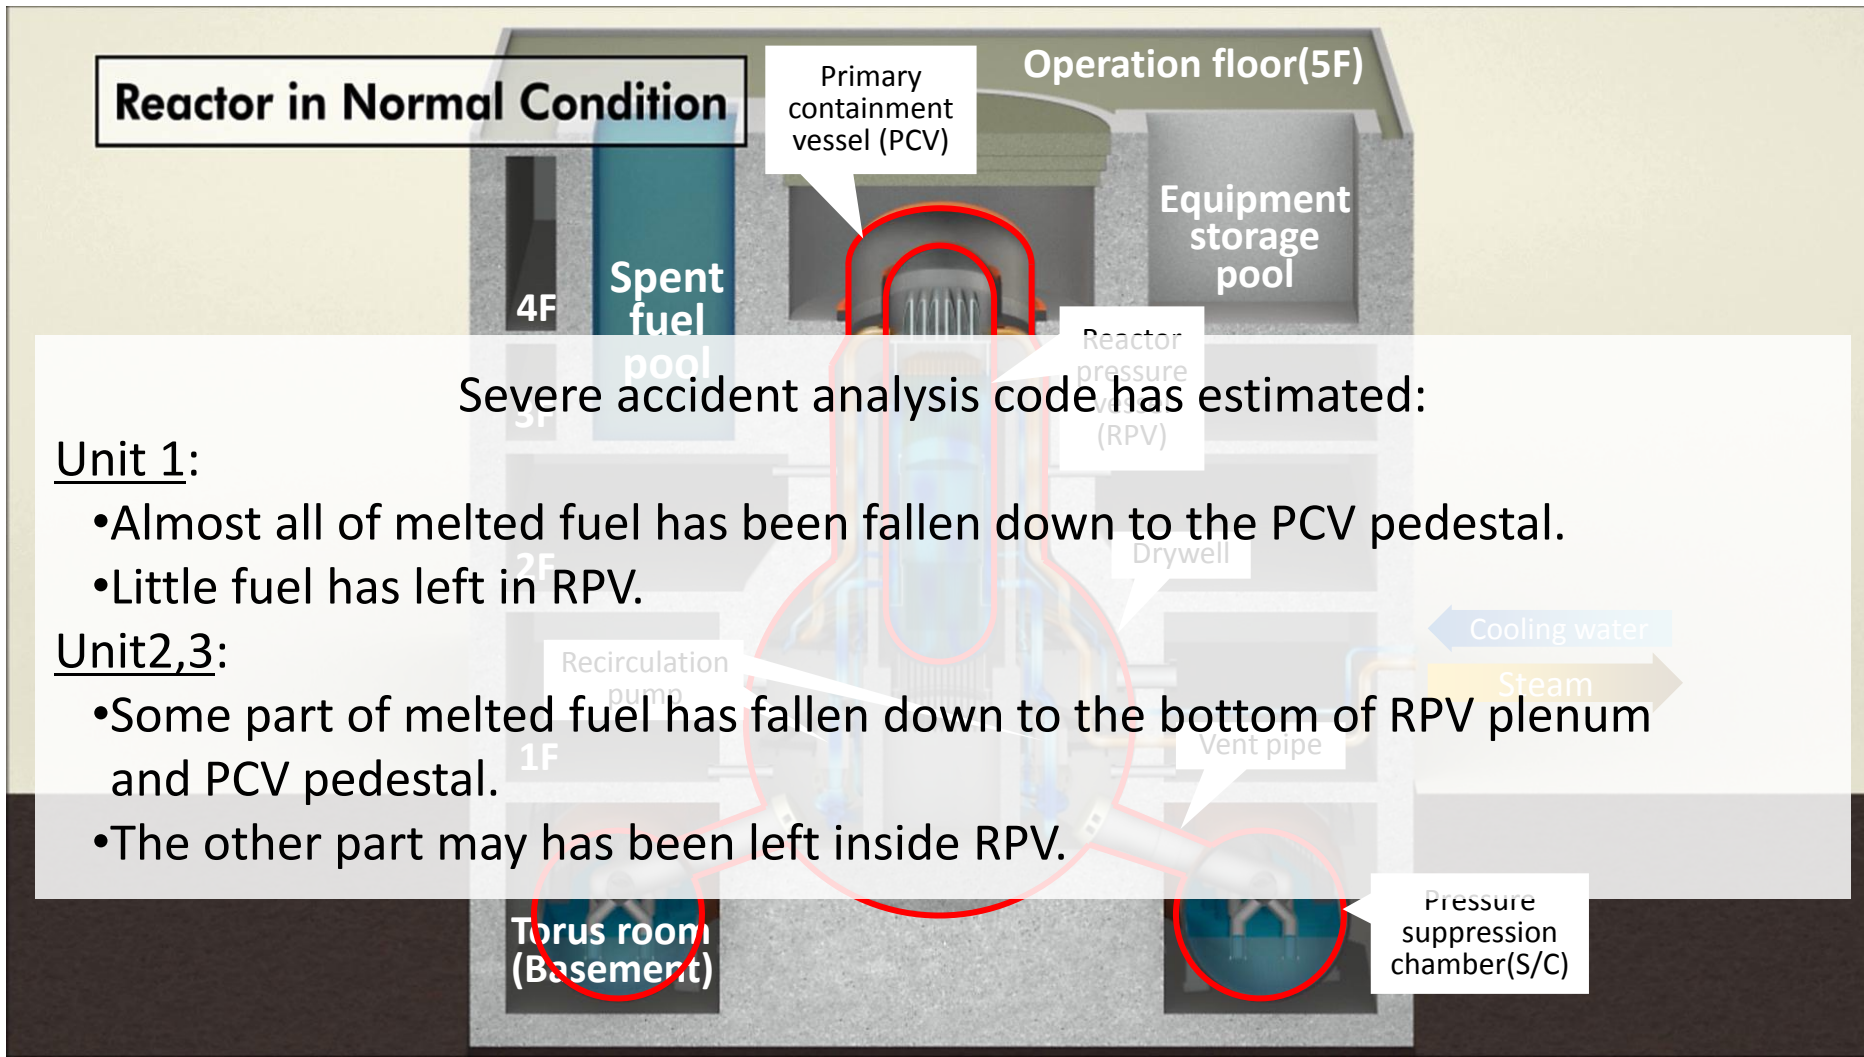 Reactor in Normal Condition
Primary
containment
vessel (PCV)
Operation floor(5F)
Equipment
storage
pool
Spent
fuel
pool
4F
Reactor
pressure
vessel
(RPV)
3F
Severe accident analysis code has estimated:
Unit 1:
•Almost all of melted fuel has been fallen down to the PCV pedestal.
Drywell
2F
•Little fuel has left in RPV.
Cooling water
Steam
Unit2,3:
Recirculation
pump
•Some part of melted fuel has fallen down to the bottom of RPV plenum
and PCV pedestal.
1F
Vent pipe
•The other part may has been left inside RPV.
Torus room
(Basement)
Pressure
suppression
chamber(S/C)